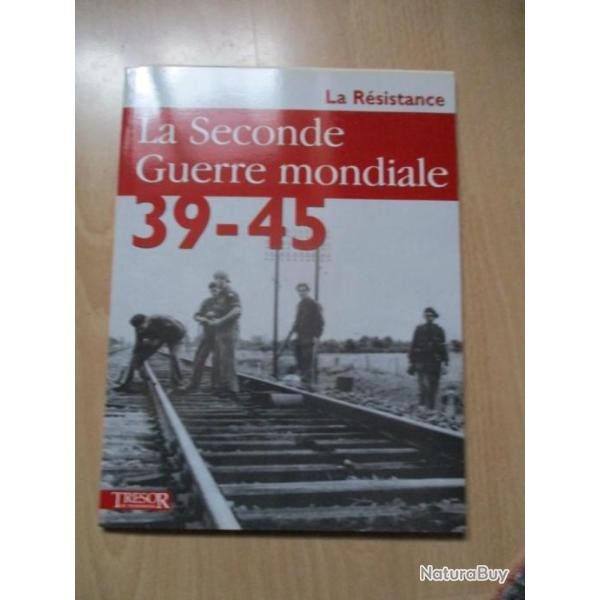 La Résistance
La Seconde
Guerre mondiale
39-45
TRESOR
NaturaBuy